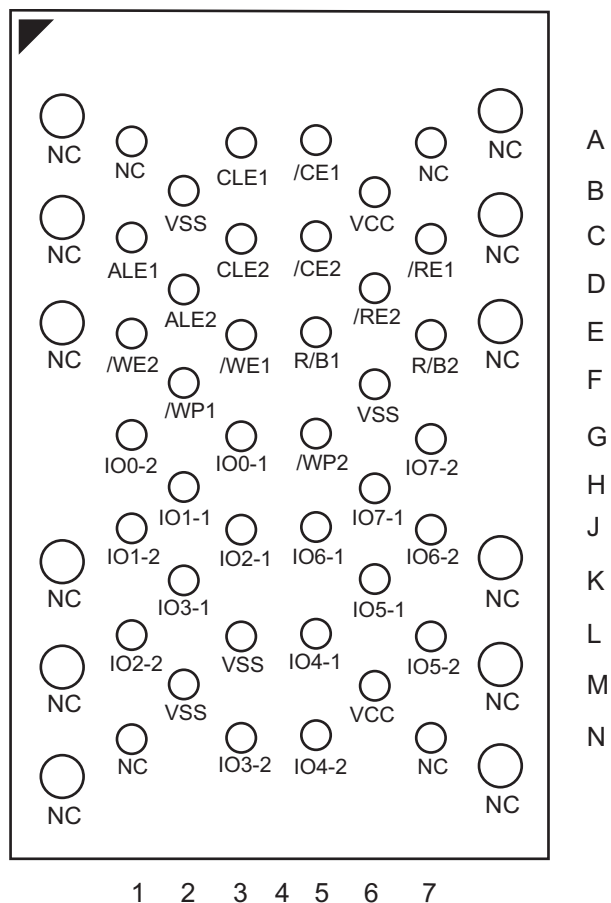 NC NC CLE1 /CE1 NC NC A
VSS VCC B
NC ALE1 CLE2 /CE2 /RE1 NC C
ALE2 /RE2 D
NC /WE2 /WE1 R/B1 R/B2 NC E
/WP1 VSS F
IO0-2 IO0-1 /WP2 IO7-2 G
IO1-1 IO7-1 H
IO1-2 IO2-1 IO6-1 IO6-2 J
NC IO3-1 IO5-1 NC K
IO2-2 VSS IO4-1 IO5-2 L
NC VSS VCC NC M
NC IO3-2 IO4-2 NC N
NC NC
1 2 3 4 5 6 7